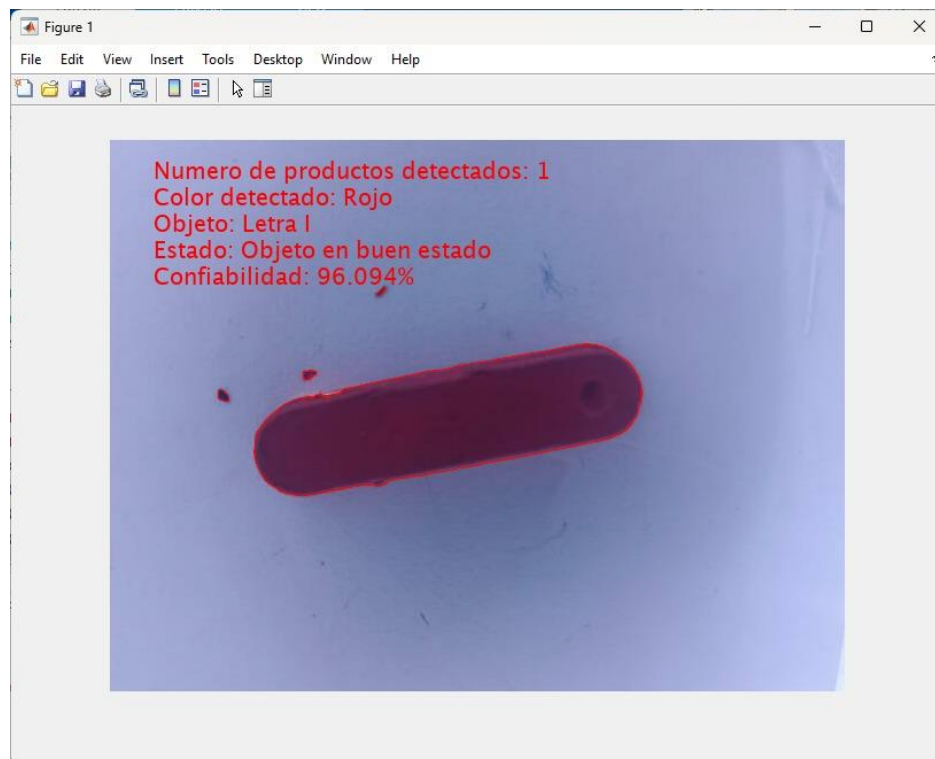 Figure 1
File Edit View Insert Tools Desktop Window Help
Numero de productos detectados: 1
Color detectado: Rojo
Objeto: Letra I
Estado: Objeto en buen estado
Confiabilidad: 96.094%